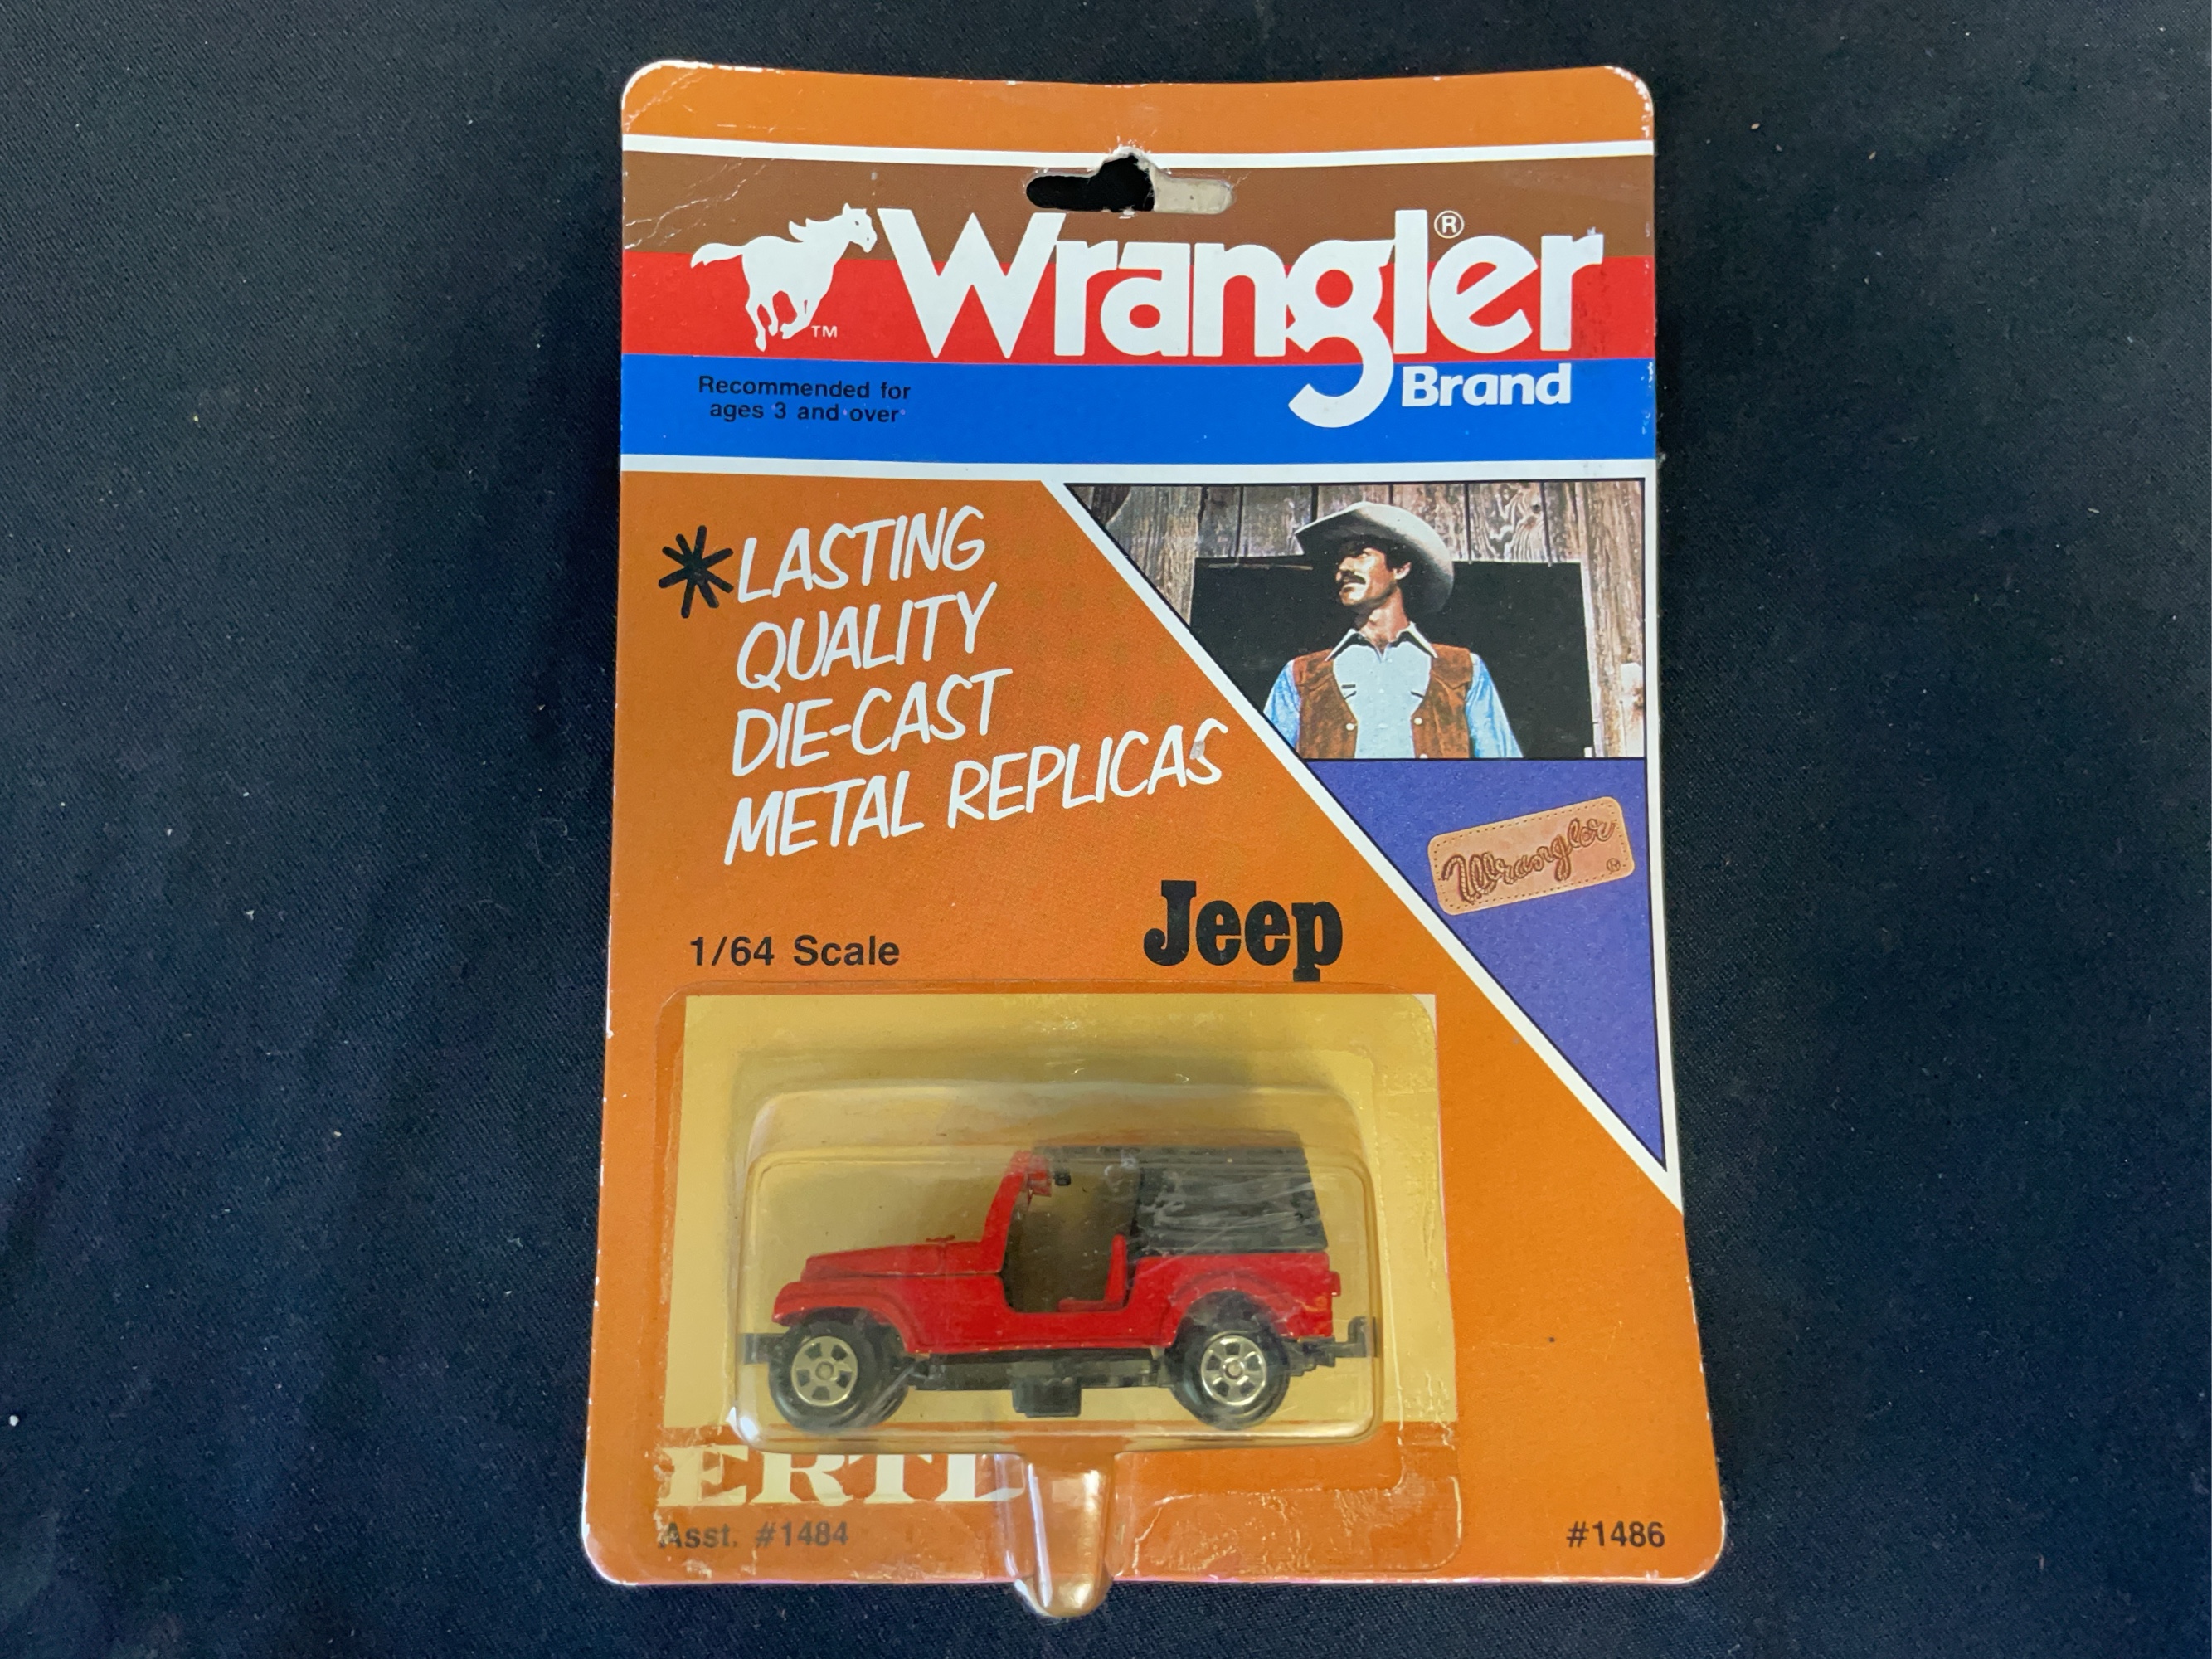 Wrangler®
TM
Brand
Recommended for
ages 3 and over
*LASTING
QUALITY
DIE-CAST
METAL REPLICAS
Wrangler®
1/64 Scale
Jeep
ERTL
Asst. #1484
#1486